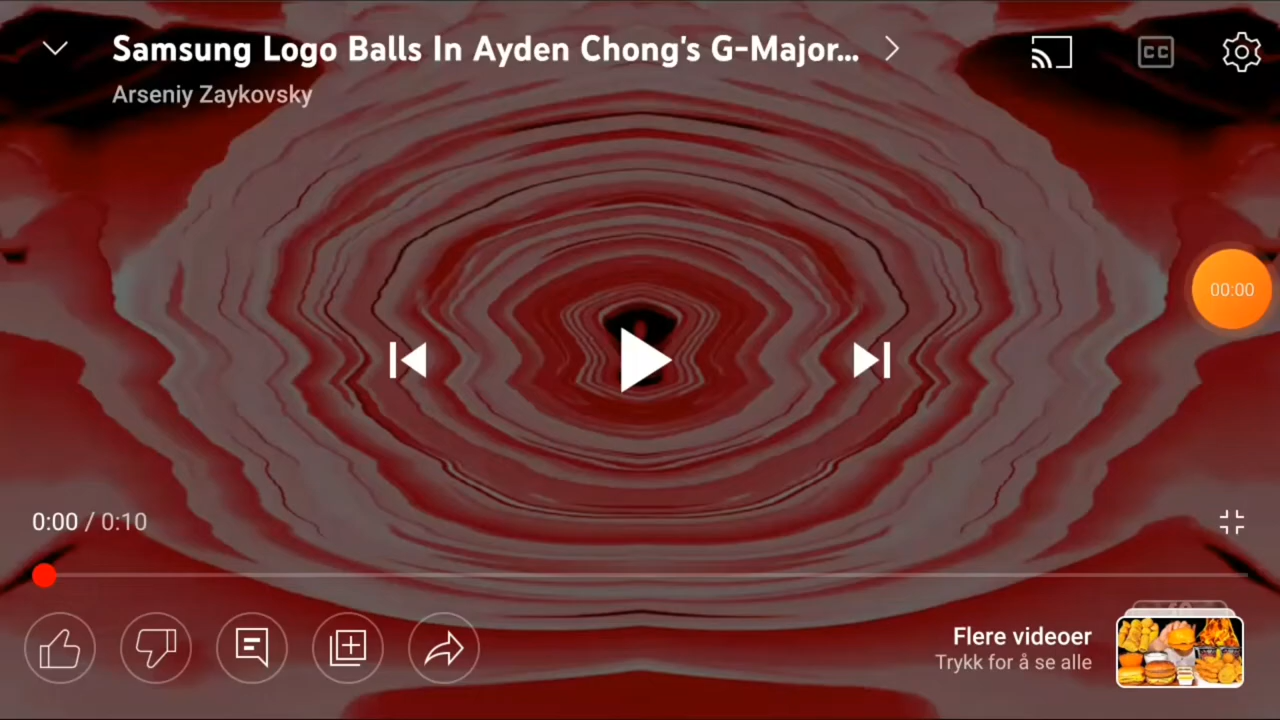 Samsung Logo Balls In Ayden Chong's G-Major...
Arseniy Zaykovsky
CC
00:00
0:00 / 0:10
Flere videoer
Trykk for å se alle